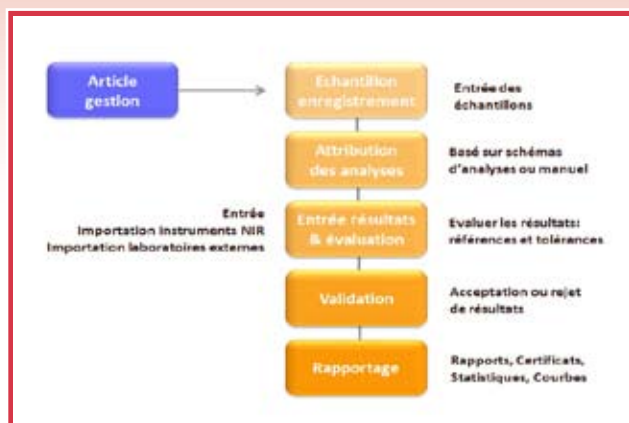 Article
gestion
Echantillon
enregistrement
Entrée des
échantillons
Attribution
des analyses
Basé sur schémas
d'analyses ou manuel
Entrée
Importation instruments NIR
Importation laboratoires externes
Entrée résultats
& évaluation
Evaluer les résultats:
références et tolérances
Validation
Acceptation ou rejet
de résultats
Rapportage
Rapports, Certificats,
Statistiques, Courbes